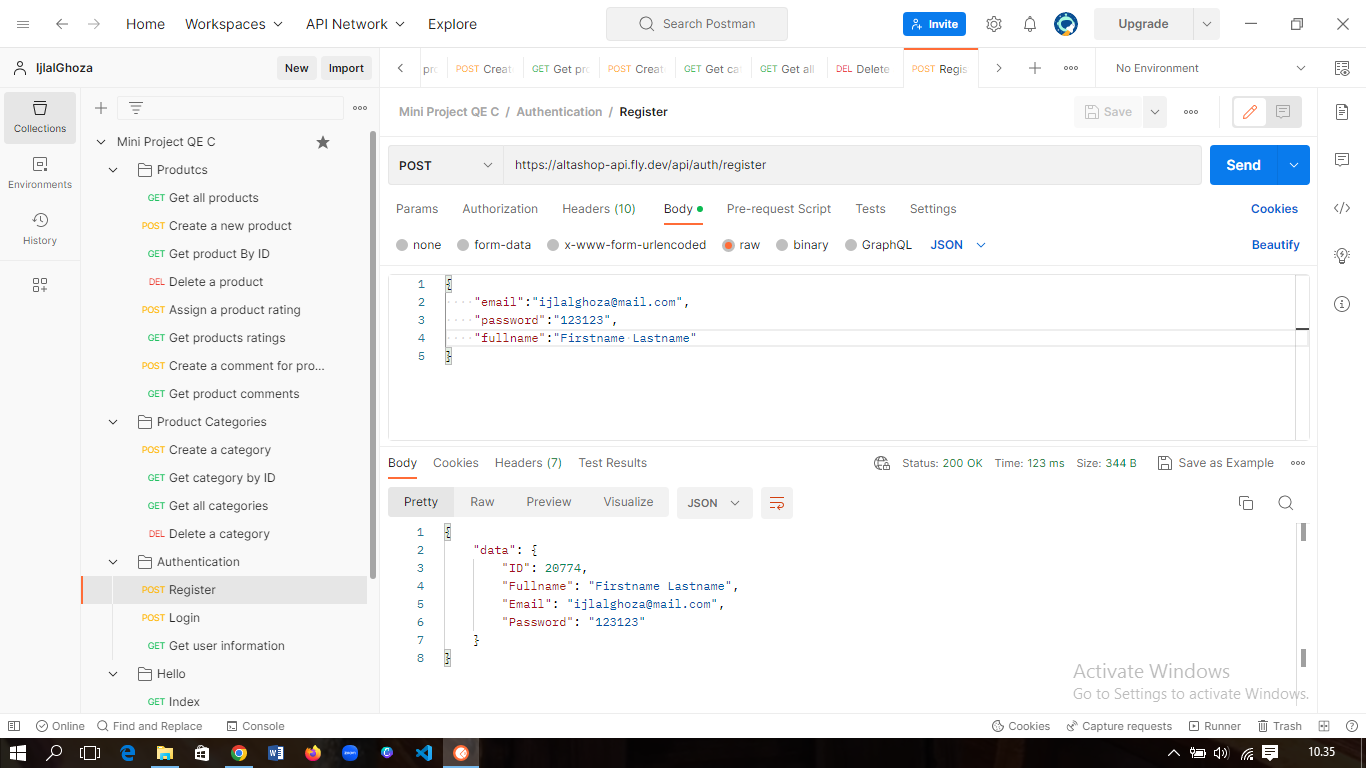 Home Workspaces API Network Explore Search Postman Invite Upgrade
IjlalGhoza New Import
POST Creat GET Get pr POST Creat GET Get ca GET Get all DEL Delete POST Regis No Environment
Collections
Environments
History
Mini Project QE C
Produtcs
GET Get all products
POST Create a new product
GET Get product By ID
DEL Delete a product
POST Assign a product rating
GET Get products ratings
POST Create a comment for pro...
GET Get product comments
Product Categories
POST Create a category
GET Get category by ID
GET Get all categories
DEL Delete a category
Authentication
POST Register
POST Login
GET Get user information
Hello
GET Index
Mini Project QE C / Authentication / Register Save
POST https://altashop-api.fly.dev/api/auth/register Send
Params Authorization Headers (10) Body Pre-request Script Tests Settings Cookies
none form-data x-www-form-urlencoded raw binary GraphQL JSON Beautify
1 {
2 "email":"ijlalghoza@mail.com",
3 "password":"123123",
4 "fullname":"Firstname Lastname"
5 }
Body Cookies Headers (7) Test Results Status: 200 OK Time: 123 ms Size: 344 B Save as Example
Pretty Raw Preview Visualize JSON
1 {
2 "data": {
3 "ID": 20774,
4 "Fullname": "Firstname Lastname",
5 "Email": "ijlalghoza@mail.com",
6 "Password": "123123"
7 }
8 }
Activate Windows
Go to Settings to activate Windows.
Online Find and Replace Console Cookies Capture requests Runner Trash
10.35